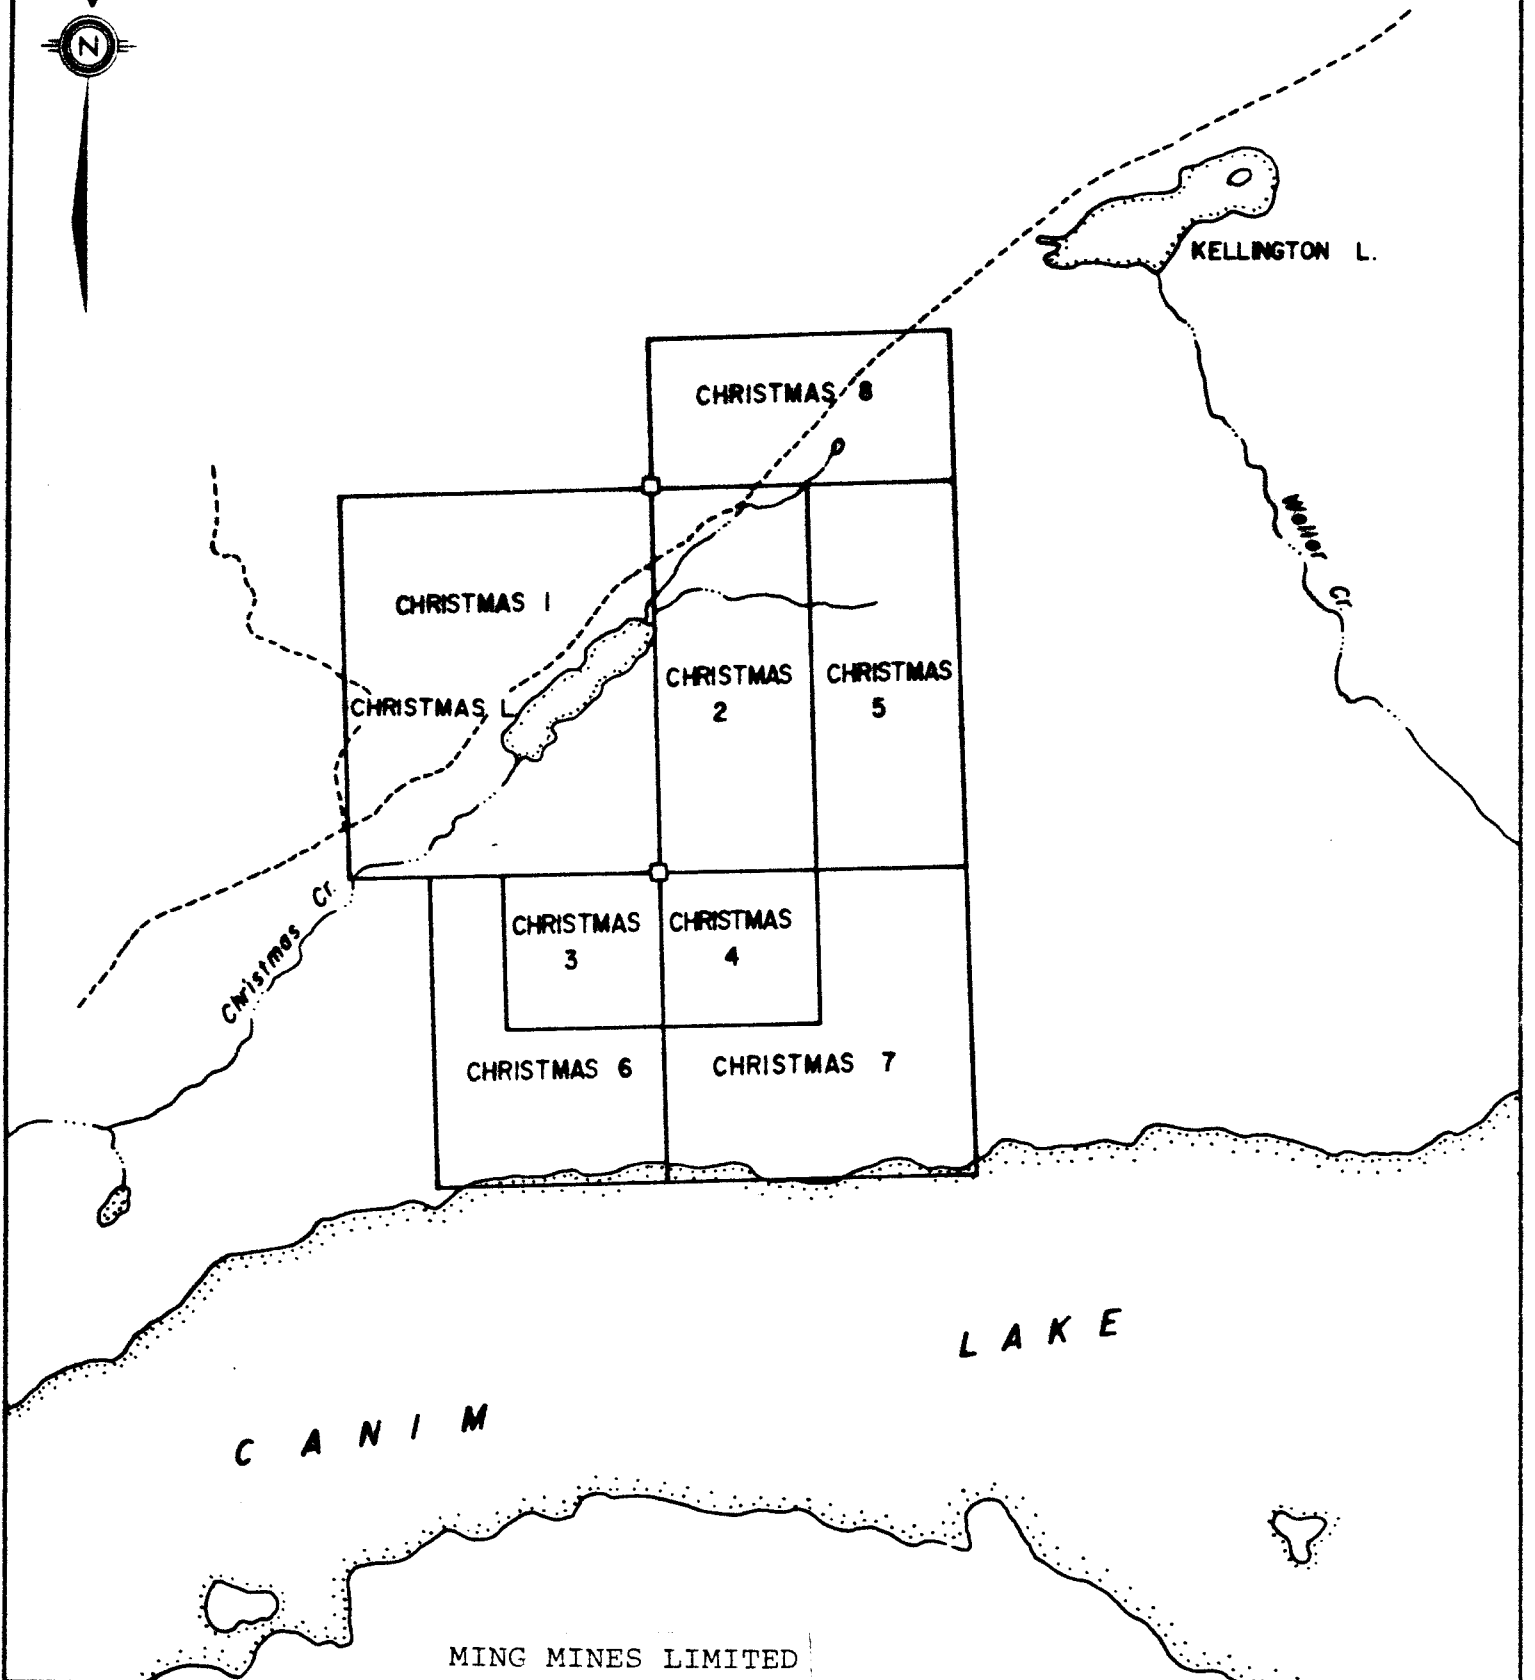 N
KELLINGTON L.
CHRISTMAS 8
Weller Cr.
CHRISTMAS 1
CHRISTMAS
2
CHRISTMAS
5
CHRISTMAS L.
Christmas Cr.
CHRISTMAS
3
CHRISTMAS
4
CHRISTMAS 6
CHRISTMAS 7
CANIM LAKE
MING MINES LIMITED